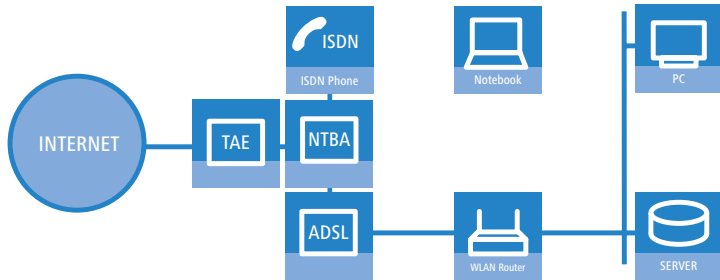 ISDN
ISDN Phone
Notebook
PC
INTERNET
TAE
NTBA
ADSL
WLAN Router
SERVER